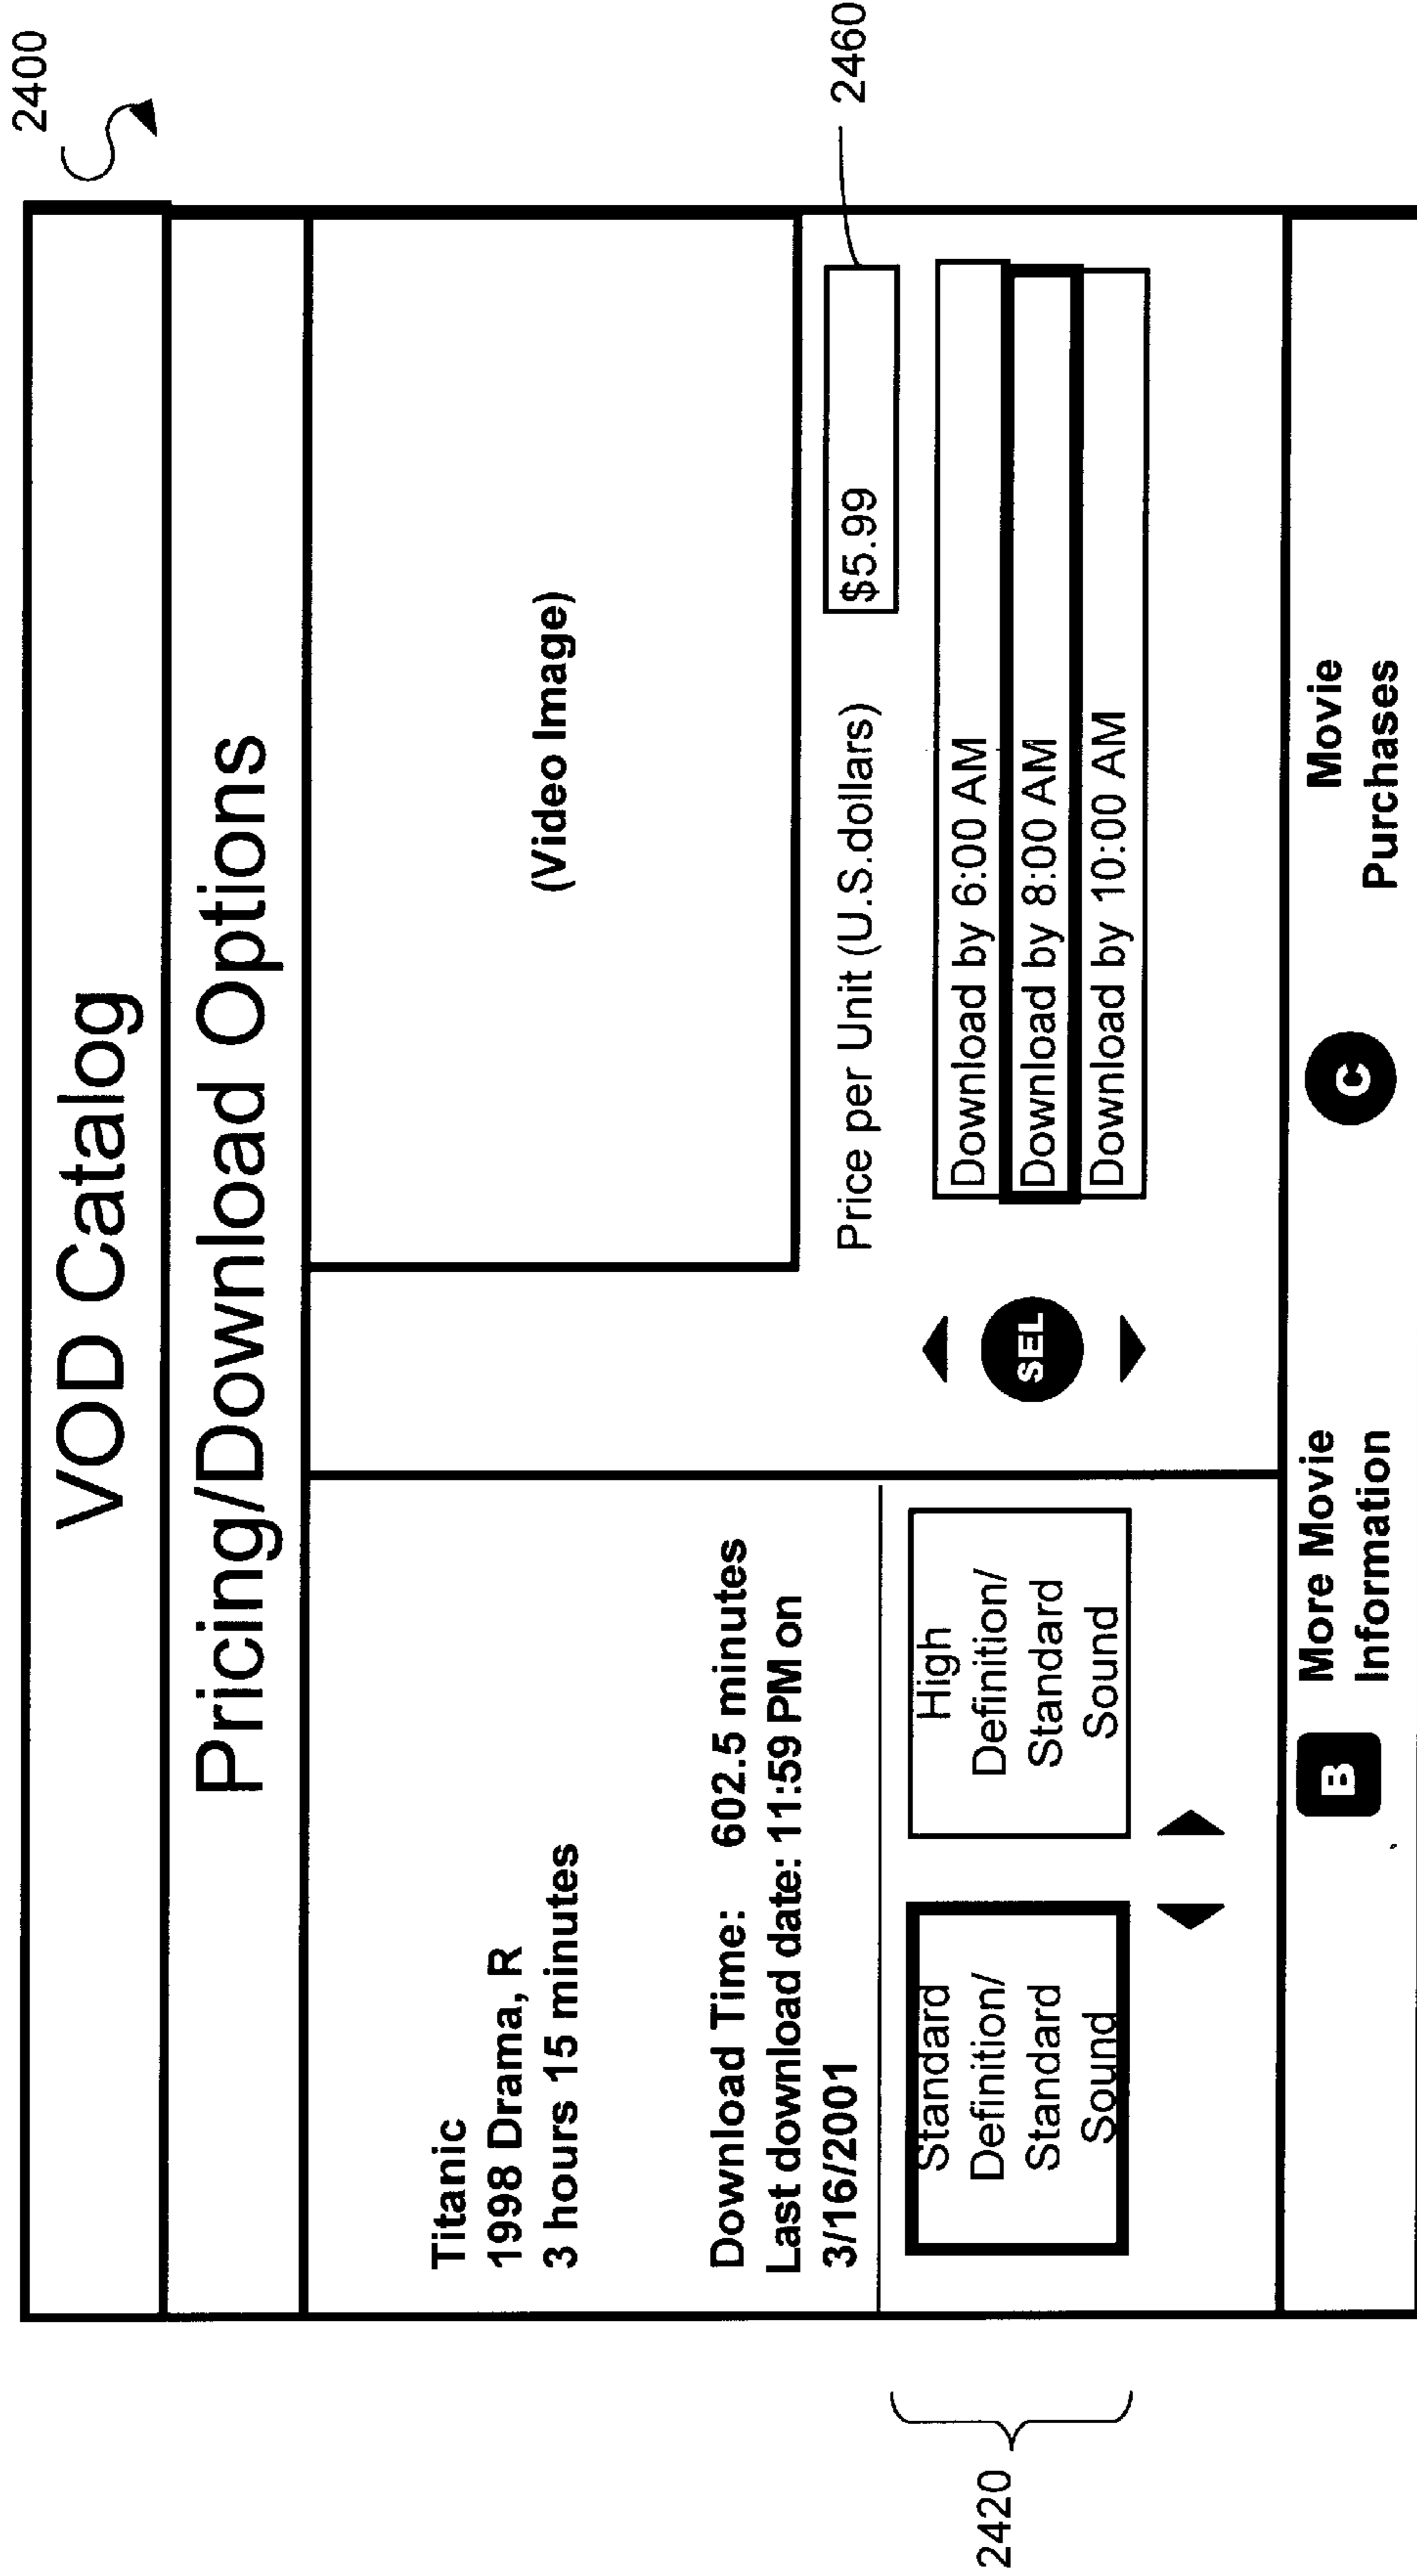 2400
VOD Catalog
Pricing/Download Options
Titanic
1998 Drama, R
3 hours 15 minutes
Download Time: 602.5 minutes
Last download date: 11:59 PM on
3/16/2001
(Video Image)
Price per Unit (U.S.dollars)
$5.99
2460
2420
Standard
Definition/
Standard
Sound
High
Definition/
Standard
Sound
SEL
Download by 6:00 AM
Download by 8:00 AM
Download by 10:00 AM
B
More Movie
Information
C
Movie
Purchases